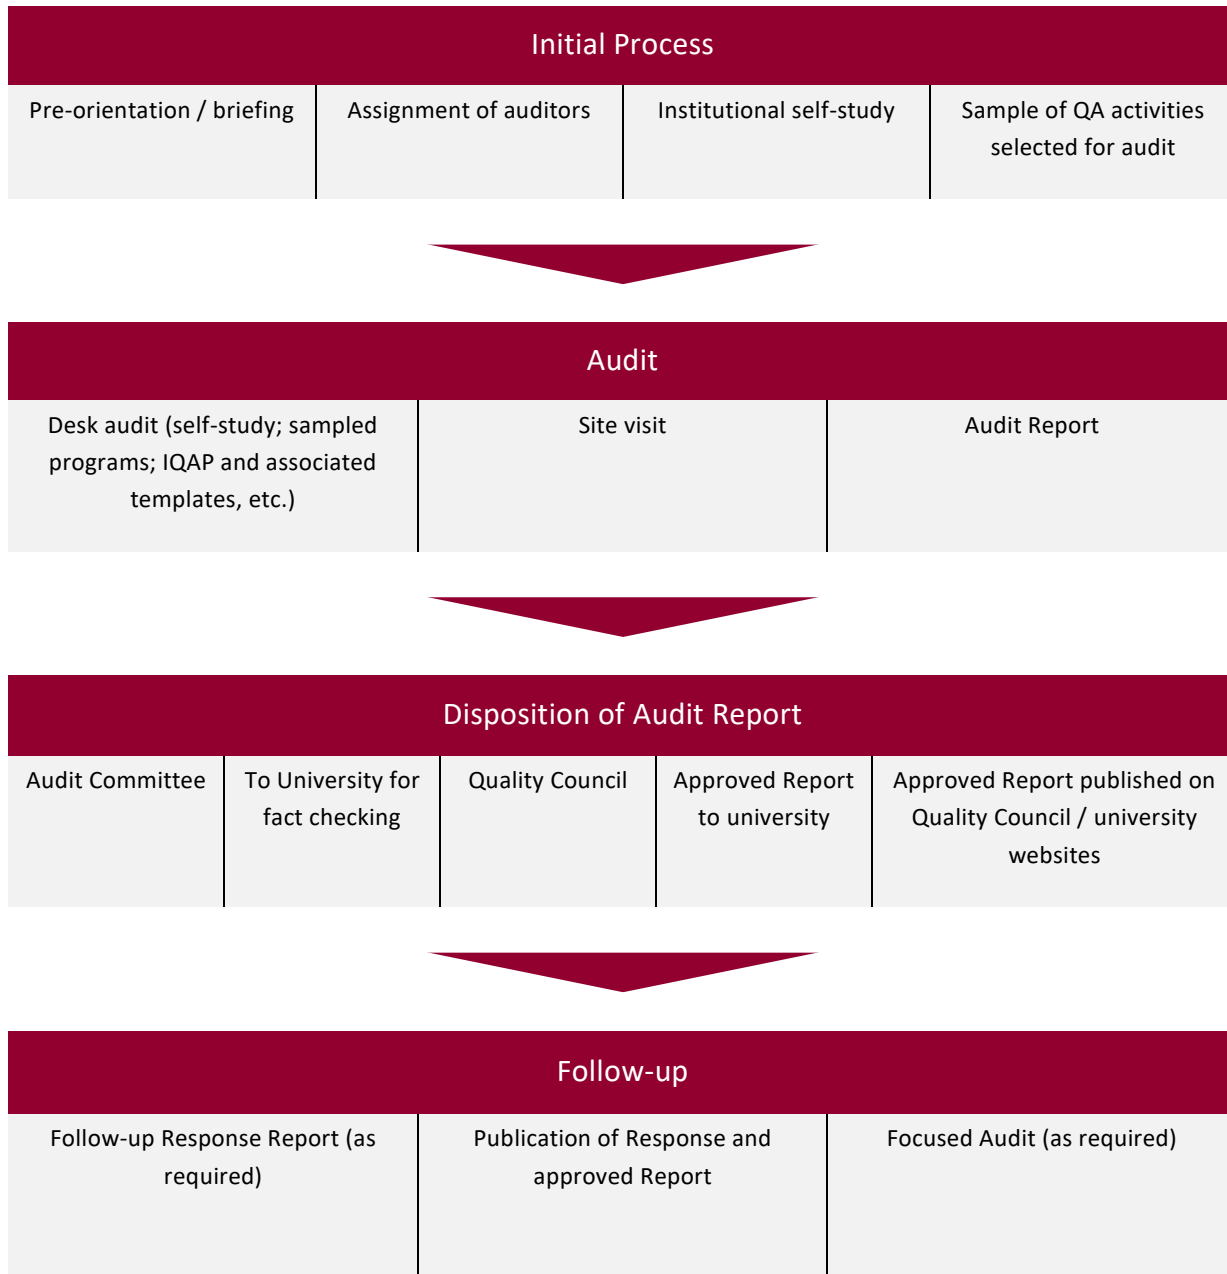 Initial Process
Pre-orientation / briefing
Assignment of auditors
Institutional self-study
Sample of QA activities
selected for audit
Audit
Desk audit (self-study; sampled
programs; IQAP and associated
templates, etc.)
Site visit
Audit Report
Disposition of Audit Report
Audit Committee
To University for
fact checking
Quality Council
Approved Report
to university
Approved Report published on
Quality Council / university
websites
Follow-up
Follow-up Response Report (as
required)
Publication of Response and
approved Report
Focused Audit (as required)